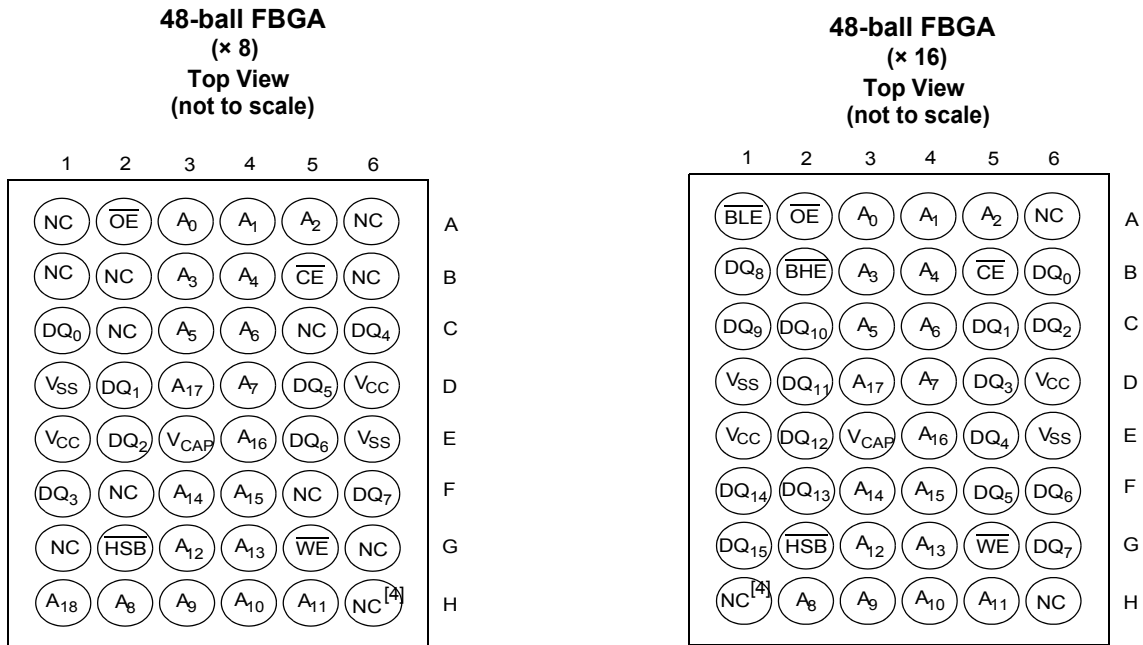 48-ball FBGA
(× 8)
Top View
(not to scale)
1 2 3 4 5 6
NC OE A0 A1 A2 NC A
NC NC A3 A4 CE NC B
DQ0 NC A5 A6 NC DQ4 C
VSS DQ1 A17 A7 DQ5 VCC D
VCC DQ2 VCAP A16 DQ6 VSS E
DQ3 NC A14 A15 NC DQ7 F
NC HSB A12 A13 WE NC G
A18 A8 A9 A10 A11 NC[4] H
48-ball FBGA
(× 16)
Top View
(not to scale)
1 2 3 4 5 6
BLE OE A0 A1 A2 NC A
DQ8 BHE A3 A4 CE DQ0 B
DQ9 DQ10 A5 A6 DQ1 DQ2 C
VSS DQ11 A17 A7 DQ3 VCC D
VCC DQ12 VCAP A16 DQ4 VSS E
DQ14 DQ13 A14 A15 DQ5 DQ6 F
DQ15 HSB A12 A13 WE DQ7 G
NC[4] A8 A9 A10 A11 NC H